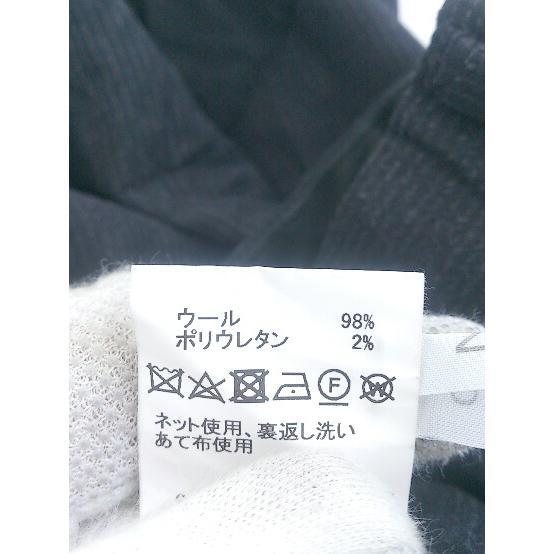 ウール 98%
ポリウレタン 2%
F W
ネット使用、裏返し洗い
あて布使用